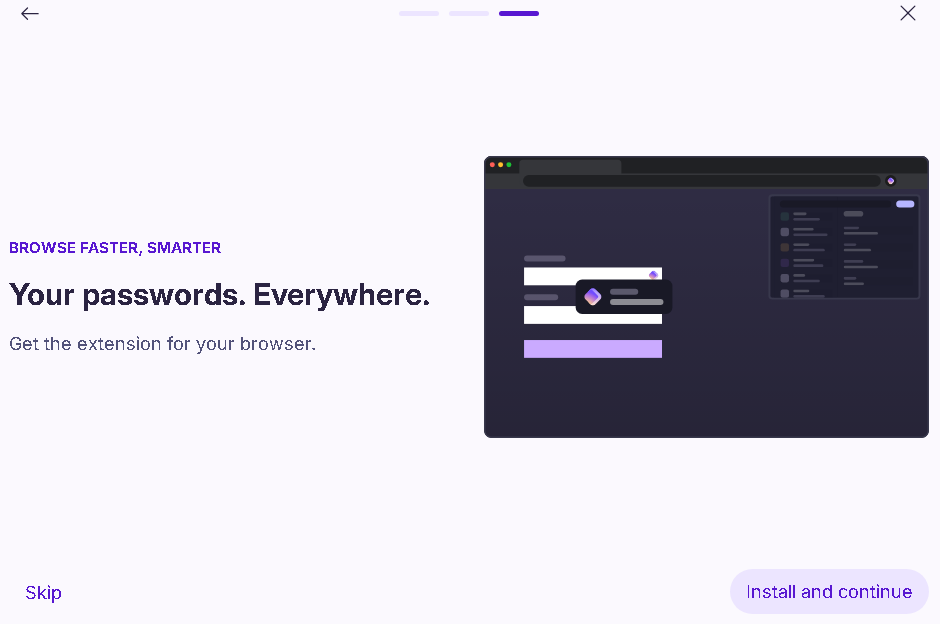 BROWSE FASTER, SMARTER
Your passwords. Everywhere.
Get the extension for your browser.
Skip
Install and continue